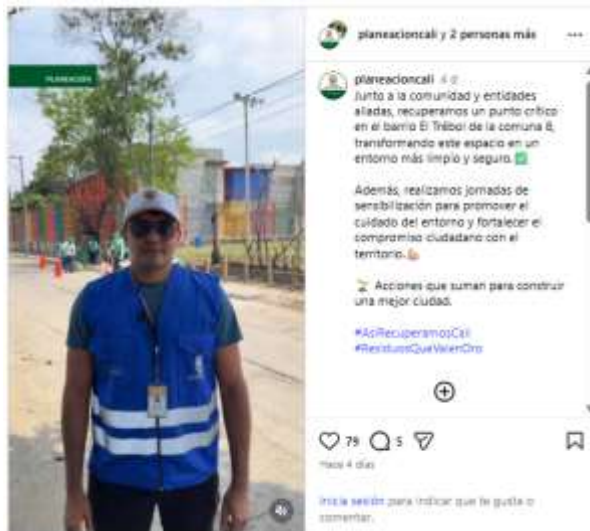 PLANEACIÓN
planeacioncali y 2 personas más
planeacioncali 4 d
Junto a la comunidad y entidades
aliadas, recuperamos un punto crítico
en el barrio El Trébol de la comuna 8,
transformando este espacio en un
entorno más limpio y seguro. ✅
Además, realizamos jornadas de
sensibilización para promover el
cuidado del entorno y fortalecer el
compromiso ciudadano con el
territorio. 💪🏼
🌱 Acciones que suman para construir
una mejor ciudad.
#AsíRecuperamosCali
#ResiduosQueValenOro
79 5
Hace 4 días
Inicia sesión para indicar que te gusta o
comentar.